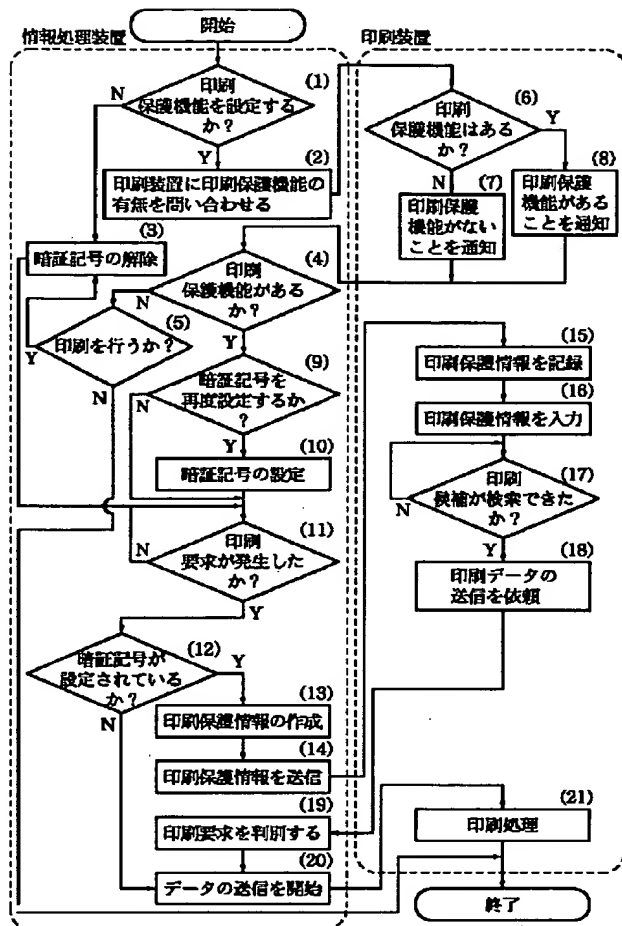 開始
情報処理装置
印刷装置
(1)
印刷
保護機能を設定する
か?
N
Y
(2)
印刷装置に印刷保護機能の
有無を問い合わせる
(6)
印刷
保護機能はあるか
か?
Y
N
(7)
印刷保護
機能がない
ことを通知
(8)
印刷保護
機能がある
ことを通知
(3)
暗証記号の解除
(4)
印刷
保護機能がある
か?
N
Y
(5)
印刷を行うか?
Y
N
(9)
暗証記号を
再度設定するか
?
N
Y
(10)
暗証記号の設定
(11)
印刷
要求が発生した
か?
N
Y
(12)
暗証記号が
設定されている
か?
Y
N
(13)
印刷保護情報の作成
(14)
印刷保護情報を送信
(15)
印刷保護情報を記録
(16)
印刷保護情報を入力
(17)
印刷
候補が検索できた
か?
N
Y
(18)
印刷データの
送信を依頼
(19)
印刷要求を判別する
(20)
データの送信を開始
(21)
印刷処理
終了